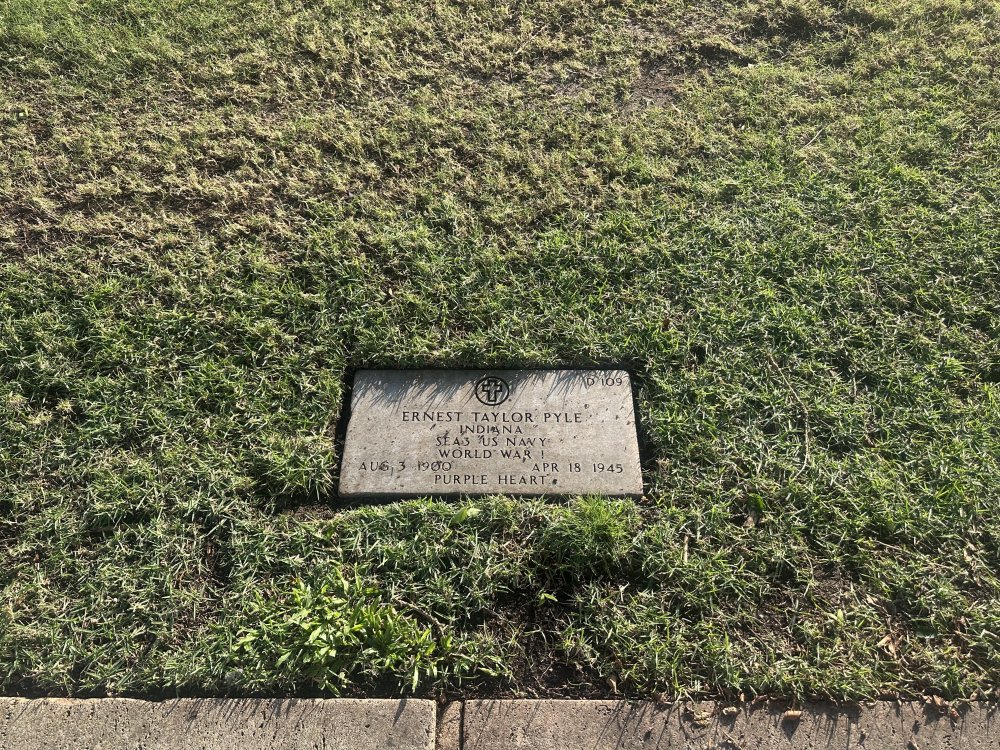 D 109
ERNEST TAYLOR PYLE
INDIANA
SEA3 US NAVY
WORLD WAR I
AUG 3 1900 APR 18 1945
PURPLE HEART